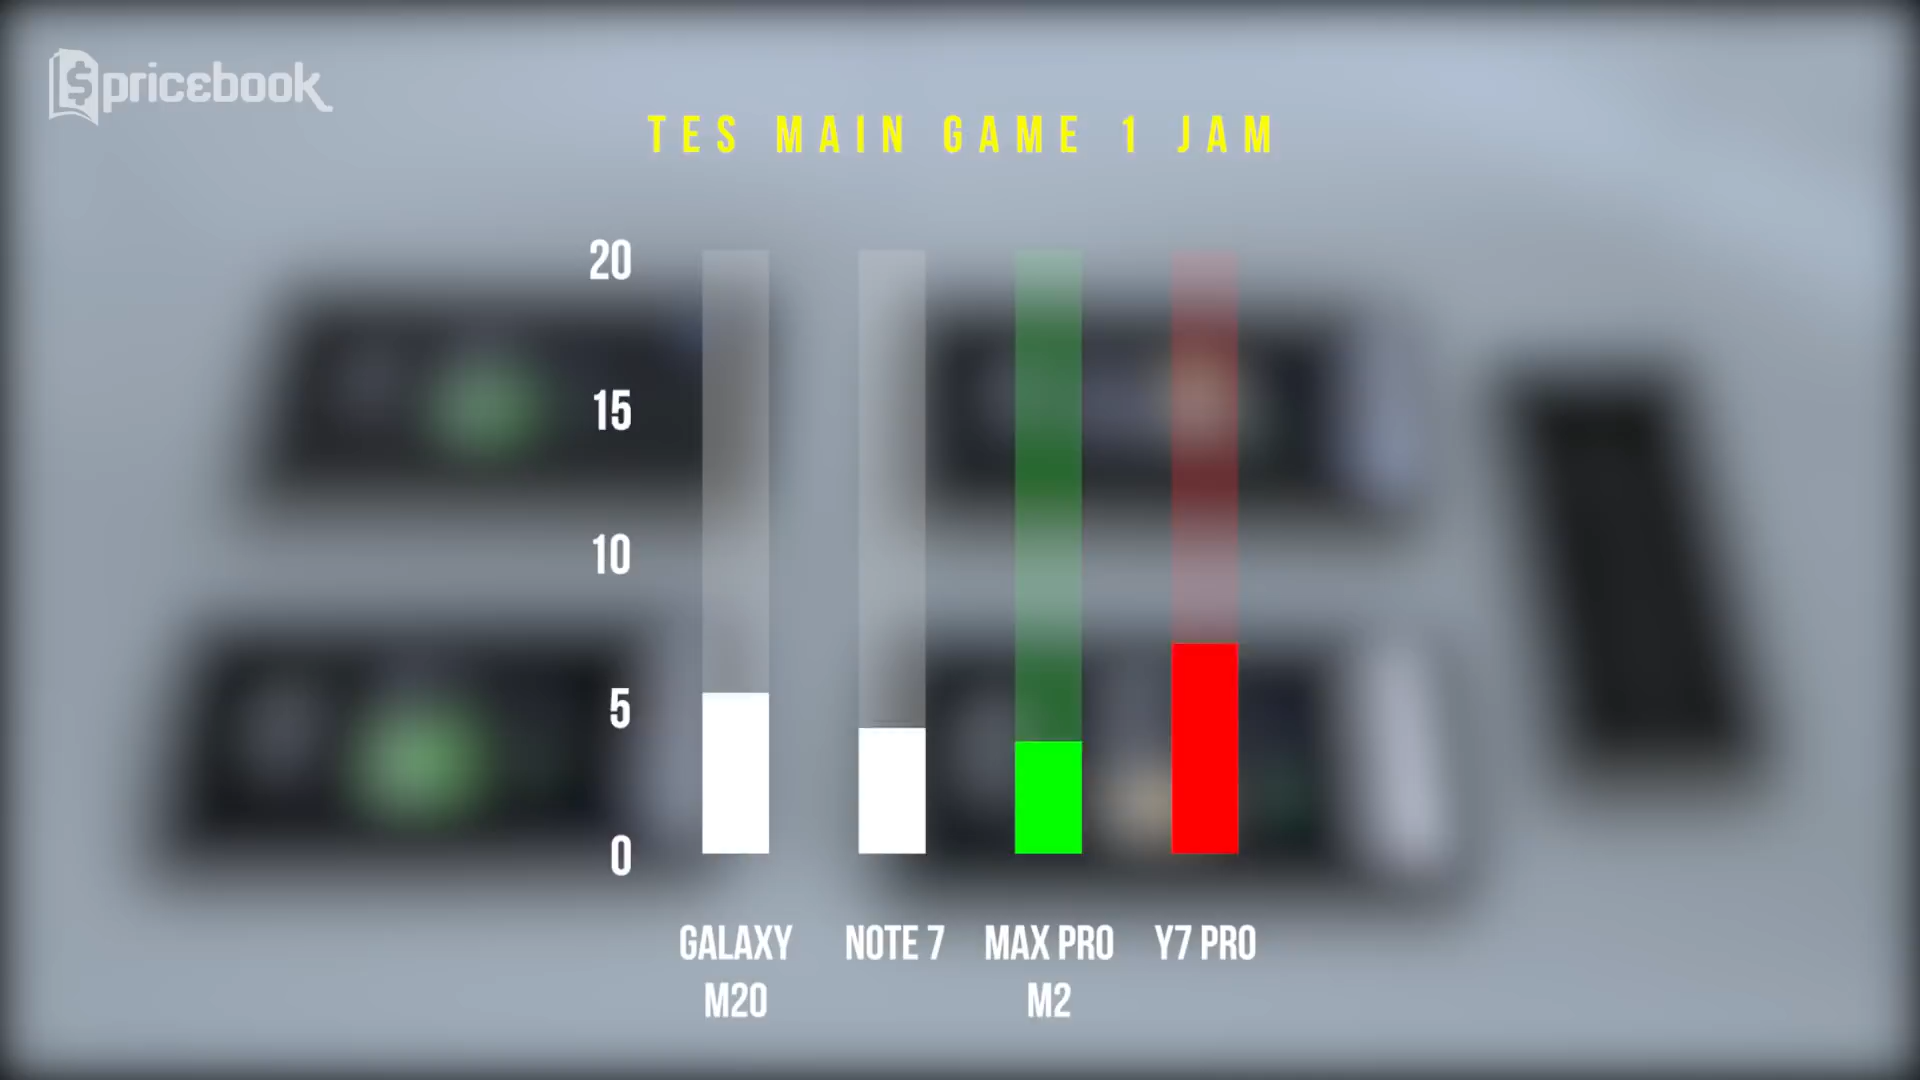 pricebook
TES MAIN GAME 1 JAM
20
15
10
5
0
GALAXY M20
NOTE 7
MAX PRO M2
Y7 PRO